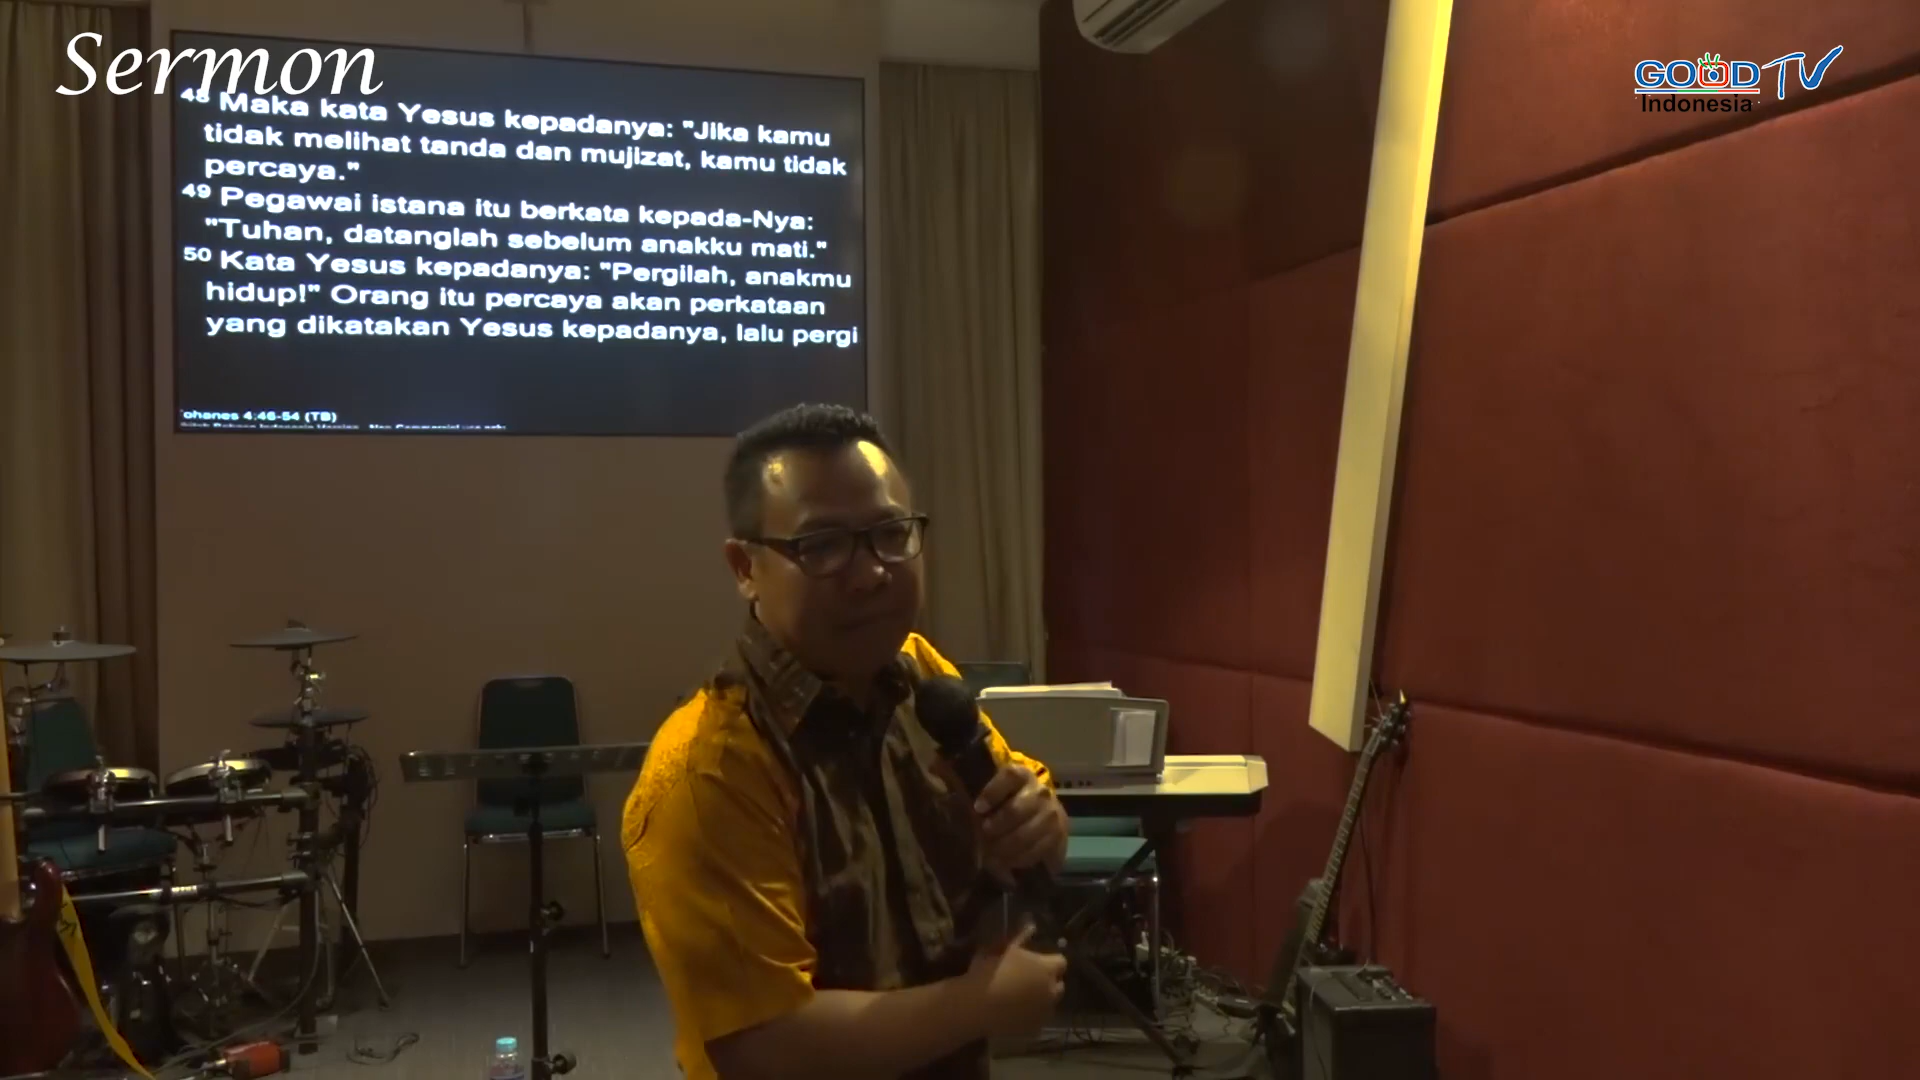 Sermon
GOOD TV
Indonesia
48 Maka kata Yesus kepadanya: "Jika kamu
tidak melihat tanda dan mujizat, kamu tidak
percaya."
49 Pegawai istana itu berkata kepada-Nya:
"Tuhan, datanglah sebelum anakku mati."
50 Kata Yesus kepadanya: "Pergilah, anakmu
hidup!" Orang itu percaya akan perkataan
yang dikatakan Yesus kepadanya, lalu pergi
ohanes 4:46-54 (TB)